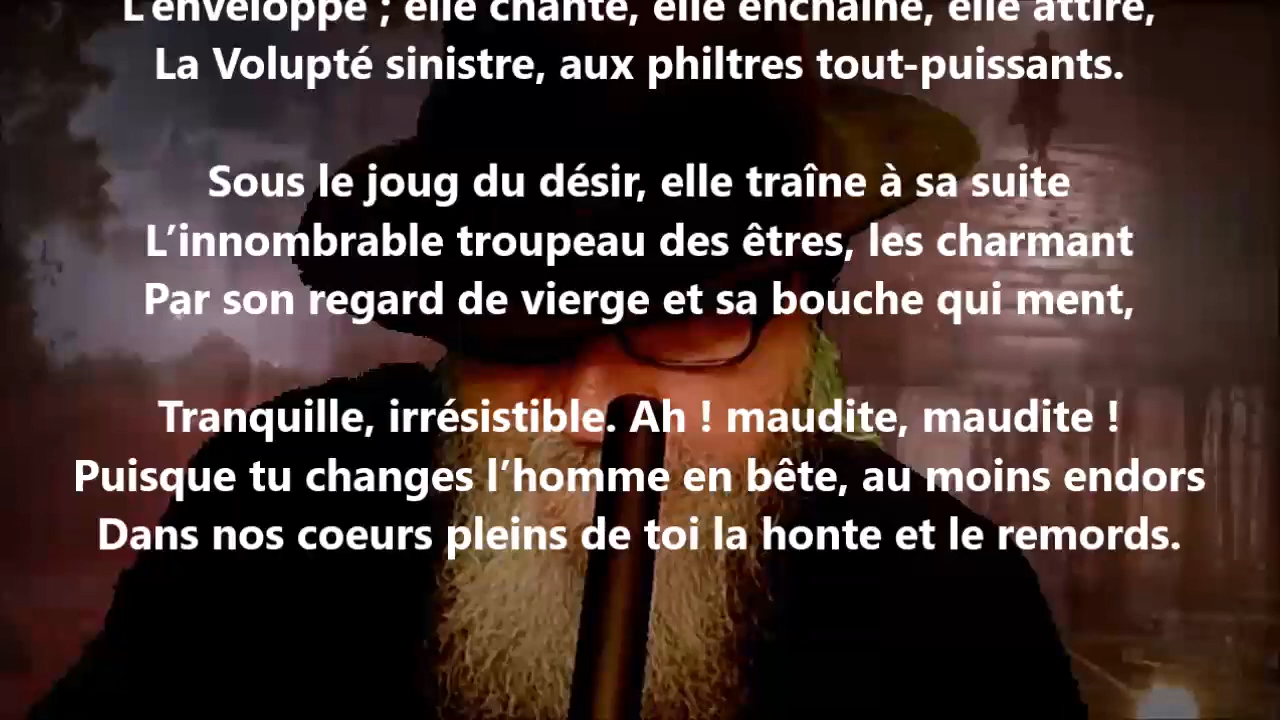 L'enveloppe ; elle chante, elle enchaîne, elle attire,
La Volupté sinistre, aux philtres tout-puissants.
Sous le joug du désir, elle traîne à sa suite
L’innombrable troupeau des êtres, les charmant
Par son regard de vierge et sa bouche qui ment,
Tranquille, irrésistible. Ah ! maudite, maudite !
Puisque tu changes l’homme en bête, au moins endors
Dans nos coeurs pleins de toi la honte et le remords.